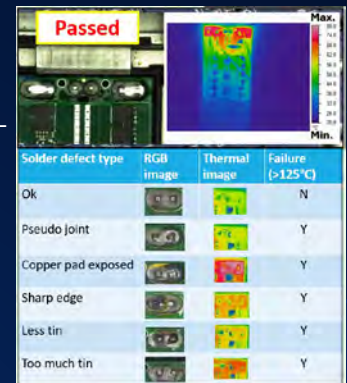 Passed
Max.
Min.
Solder defect type RGB image Thermal image Failure (>125°C)
Ok N
Pseudo joint Y
Copper pad exposed Y
Sharp edge Y
Less tin Y
Too much tin Y